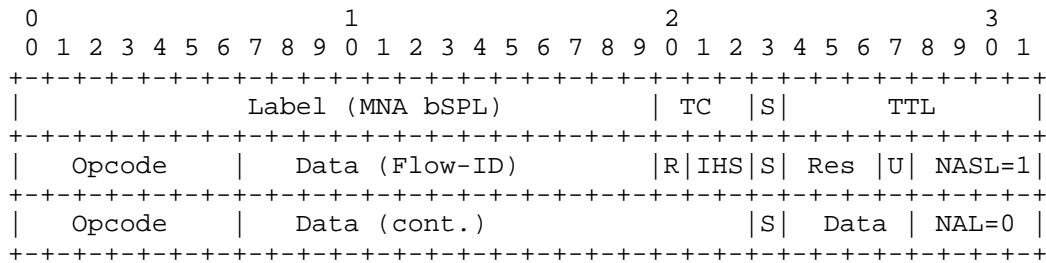 0                   1                   2                   3
 0 1 2 3 4 5 6 7 8 9 0 1 2 3 4 5 6 7 8 9 0 1 2 3 4 5 6 7 8 9 0 1
+-+-+-+-+-+-+-+-+-+-+-+-+-+-+-+-+-+-+-+-+-+-+-+-+-+-+-+-+-+-+-+-+
|              Label (MNA bSPL)         | TC  |S|      TTL      |
+-+-+-+-+-+-+-+-+-+-+-+-+-+-+-+-+-+-+-+-+-+-+-+-+-+-+-+-+-+-+-+-+
|   Opcode    |   Data (Flow-ID)        |R|IHS|S| Res |U| NASL=1|
+-+-+-+-+-+-+-+-+-+-+-+-+-+-+-+-+-+-+-+-+-+-+-+-+-+-+-+-+-+-+-+-+
|   Opcode    |   Data (cont.)                |S|  Data | NAL=0 |
+-+-+-+-+-+-+-+-+-+-+-+-+-+-+-+-+-+-+-+-+-+-+-+-+-+-+-+-+-+-+-+-+